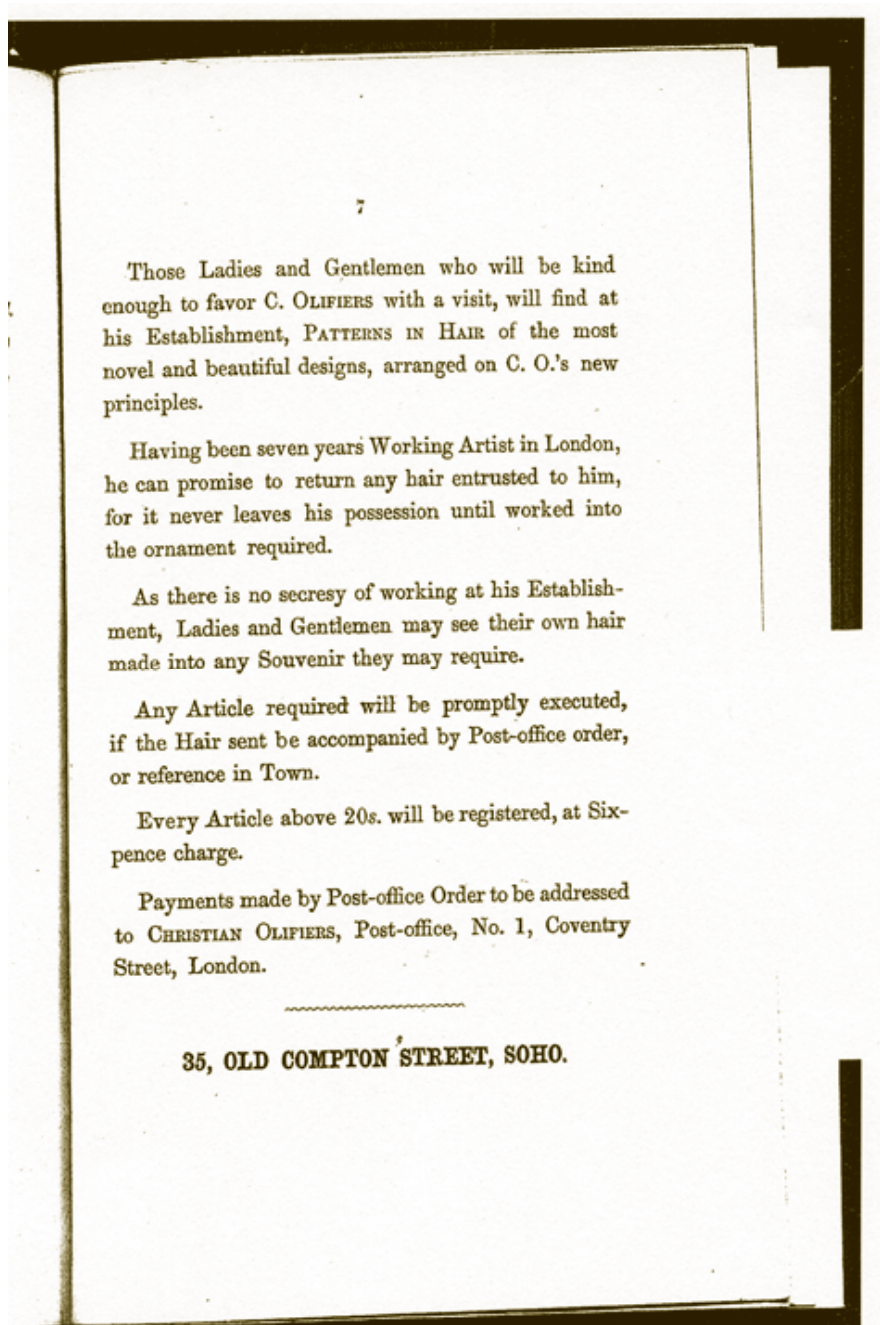 7
Those Ladies and Gentlemen who will be kind
enough to favor C. OLIFIERS with a visit, will find at
his Establishment, PATTERNS IN HAIR of the most
novel and beautiful designs, arranged on C. O.'s new
principles.
Having been seven years Working Artist in London,
he can promise to return any hair entrusted to him,
for it never leaves his possession until worked into
the ornament required.
As there is no secresy of working at his Establish-
ment, Ladies and Gentlemen may see their own hair
made into any Souvenir they may require.
Any Article required will be promptly executed,
if the Hair sent be accompanied by Post-office order,
or reference in Town.
Every Article above 20s. will be registered, at Six-
pence charge.
Payments made by Post-office Order to be addressed
to CHRISTIAN OLIFIERS, Post-office, No. 1, Coventry
Street, London.
35, OLD COMPTON STREET, SOHO.